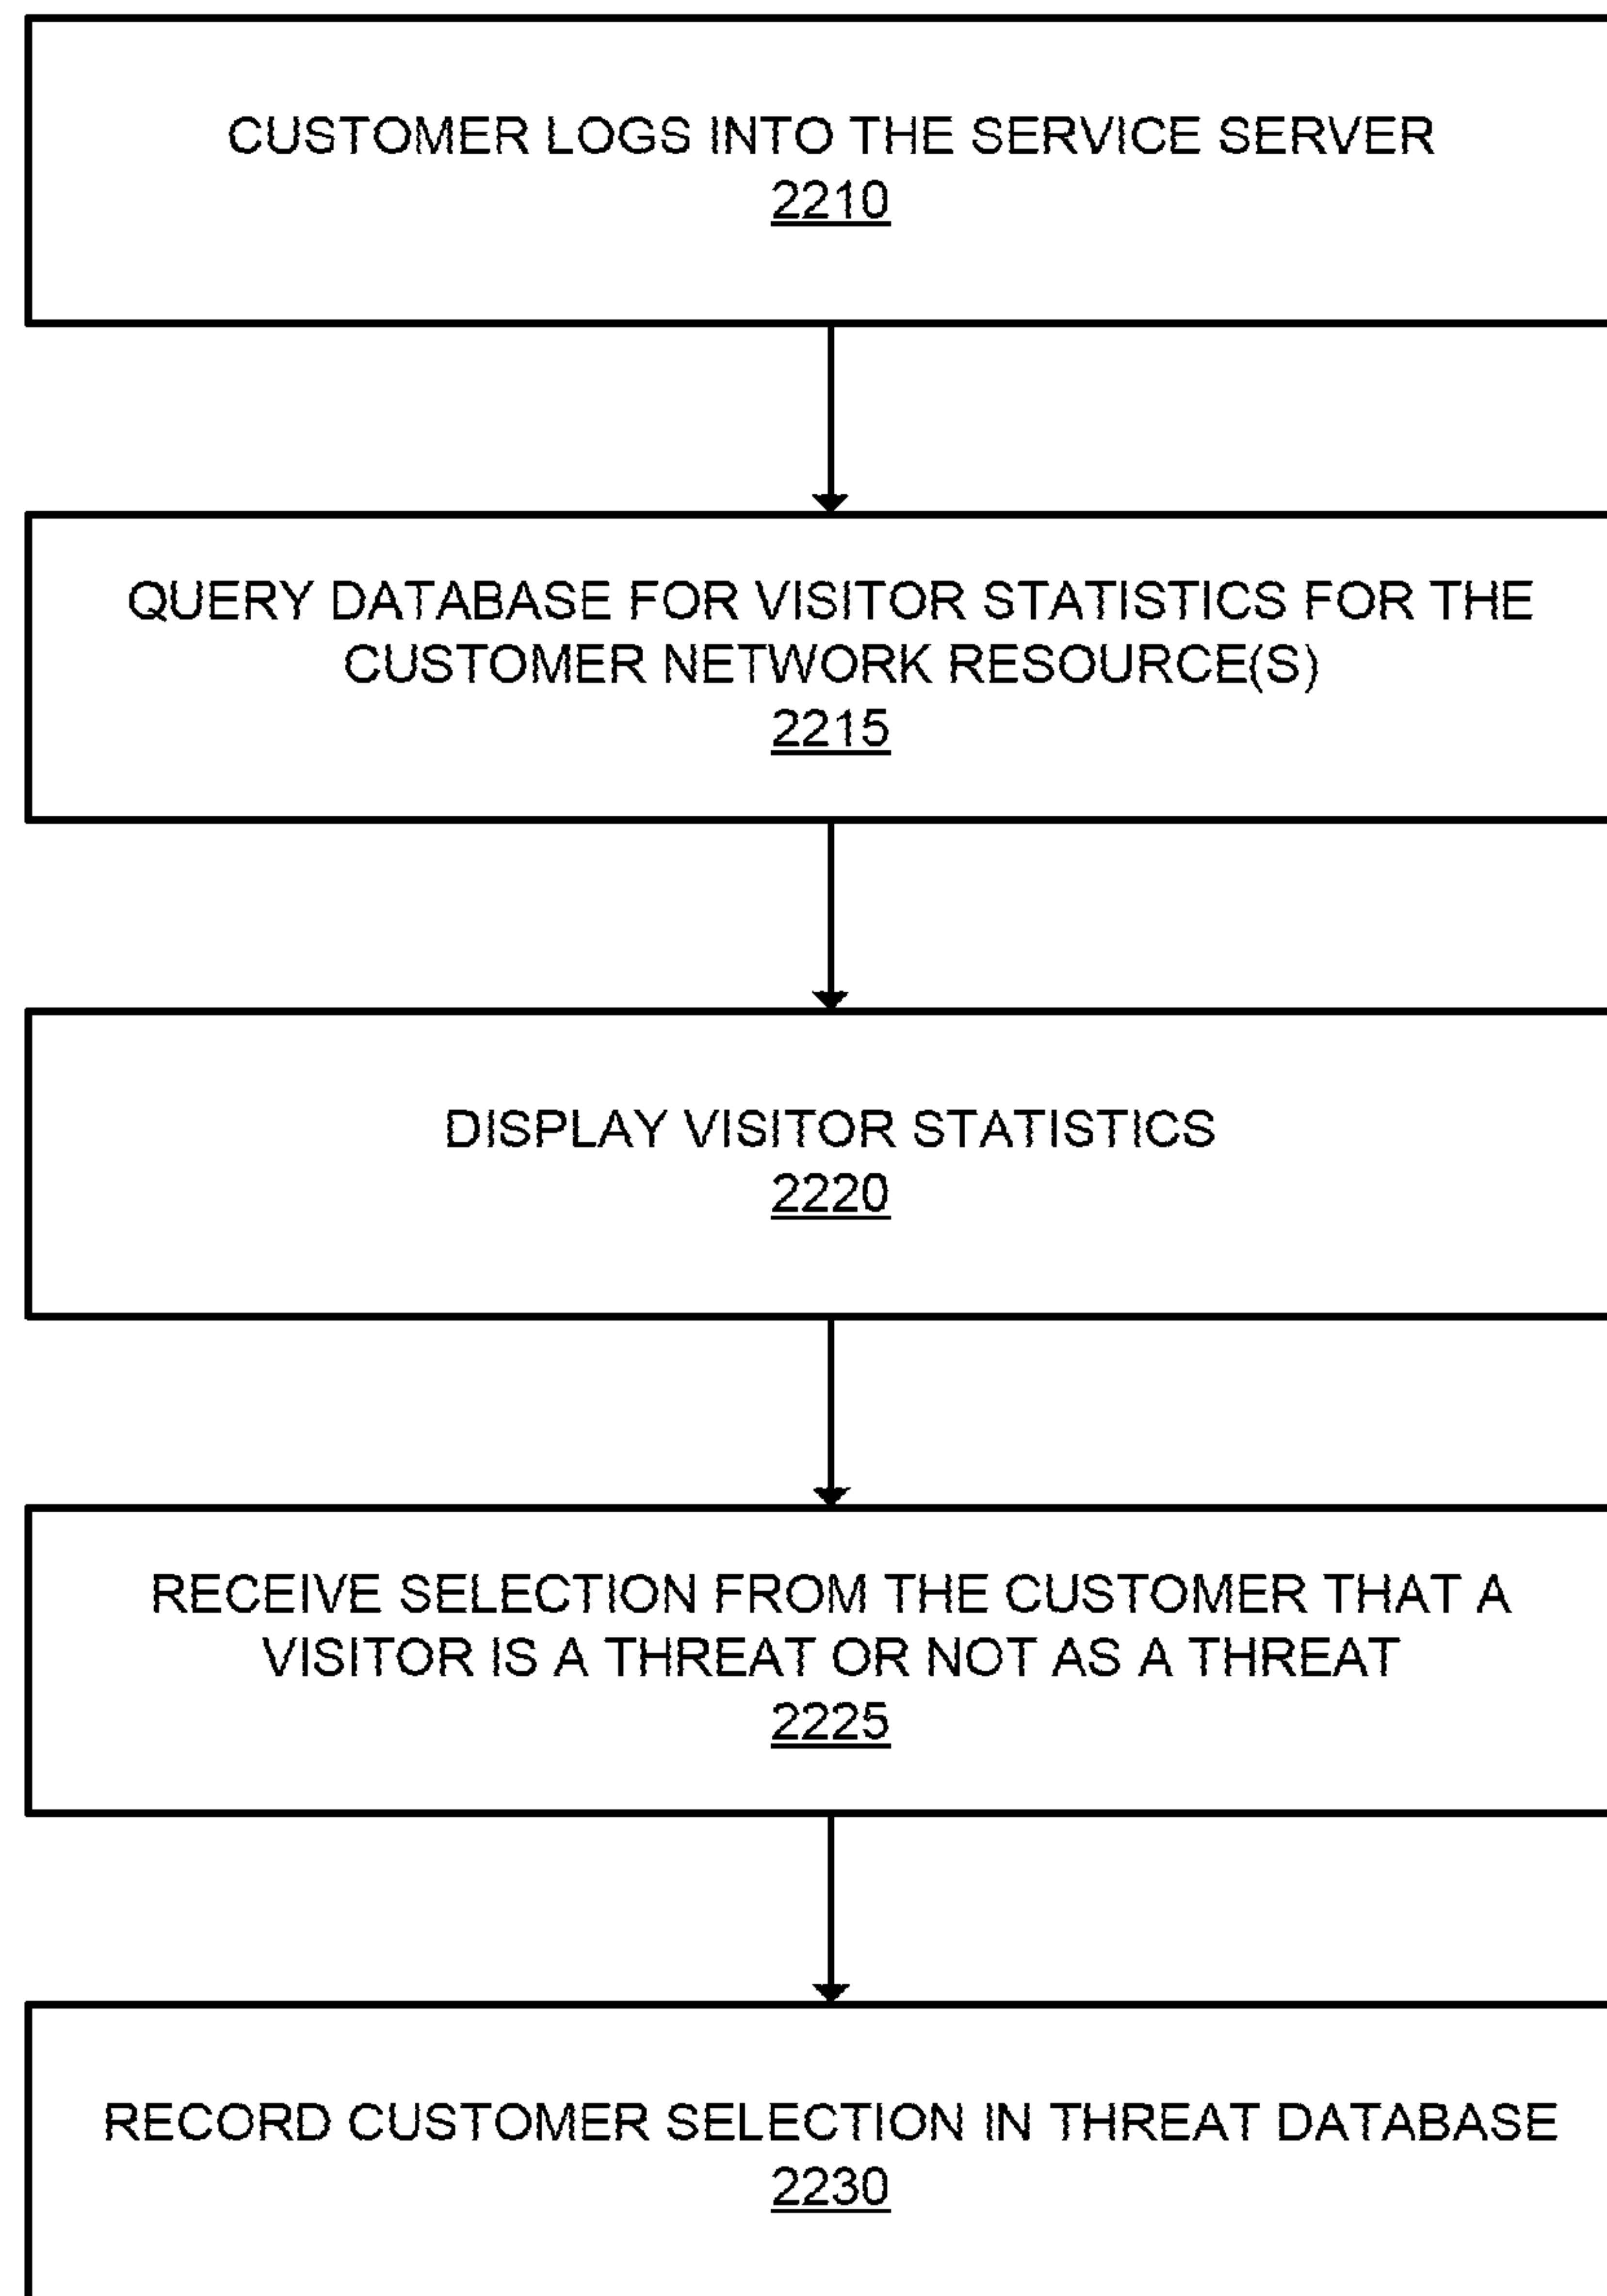 CUSTOMER LOGS INTO THE SERVICE SERVER
2210
QUERY DATABASE FOR VISITOR STATISTICS FOR THE
CUSTOMER NETWORK RESOURCE(S)
2215
DISPLAY VISITOR STATISTICS
2220
RECEIVE SELECTION FROM THE CUSTOMER THAT A
VISITOR IS A THREAT OR NOT AS A THREAT
2225
RECORD CUSTOMER SELECTION IN THREAT DATABASE
2230